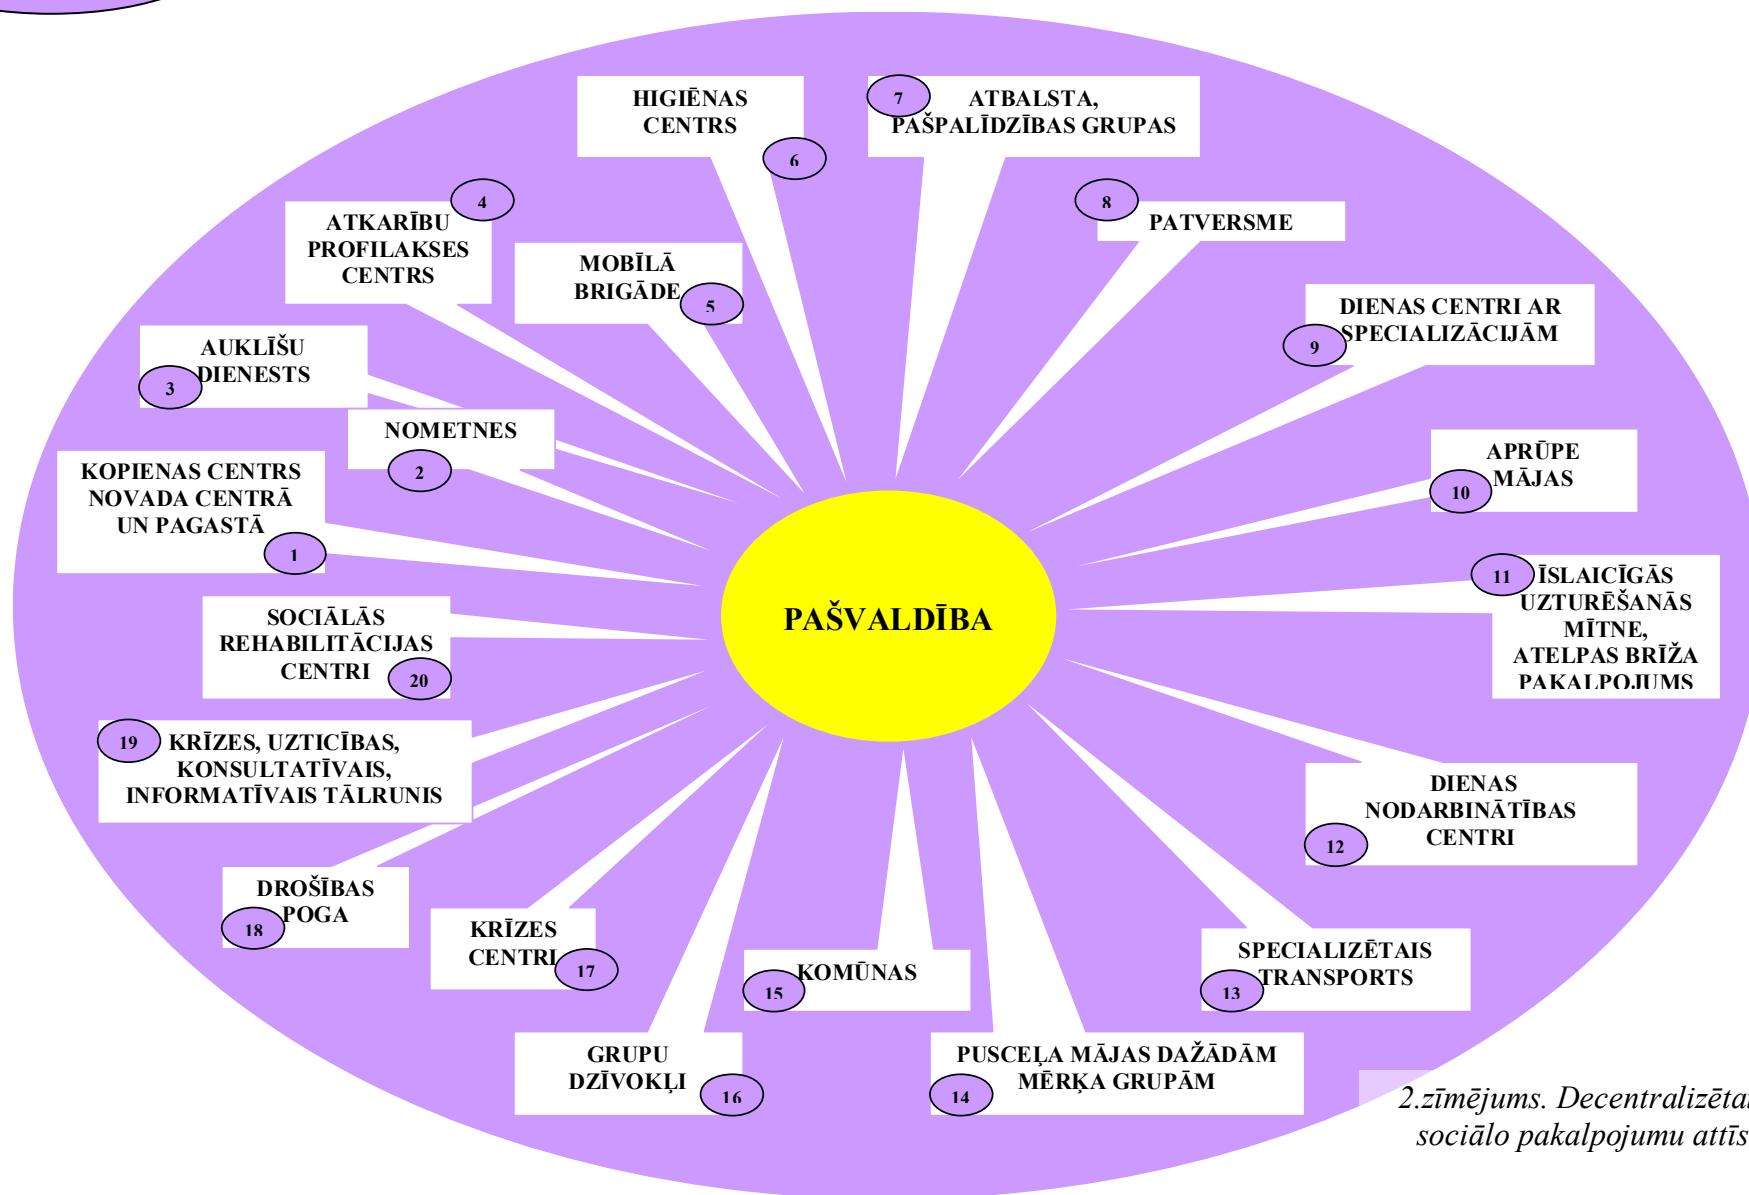 HIGIĒNAS
CENTRS
6
7
ATBALSTA,
PAŠPALĪDZĪBAS GRUPAS
4
ATKARĪBU
PROFILAKSES
CENTRS
8
PATVERSME
MOBĪLĀ
BRIGĀDE
5
DIENAS CENTRI AR
SPECIALIZĀCIJĀM
9
AUKLĪŠU
DIENESTS
3
NOMETNES
2
APRŪPE
MĀJAS
10
KOPIENAS CENTRS
NOVADA CENTRĀ
UN PAGASTĀ
1
11
ĪSLAICĪGĀS
UZTURĒŠANĀS
MĪTNE,
ATELPAS BRĪŽA
PAKALPOJUMS
PAŠVALDĪBA
SOCIĀLĀS
REHABILITĀCIJAS
CENTRI
20
19
KRĪZES, UZTICĪBAS,
KONSULTATĪVAIS,
INFORMATĪVAIS TĀLRUNIS
DIENAS
NODARBINĀTĪBAS
CENTRI
12
DROŠĪBAS
POGA
18
KRĪZES
CENTRI
17
KOMŪNAS
15
SPECIALIZĒTAIS
TRANSPORTS
13
GRUPU
DZĪVOKĻI
16
PUSCEĻA MĀJAS DAŽĀDĀM
MĒRĶA GRUPĀM
14
2.zīmējums.
sociālo pakalpojumu